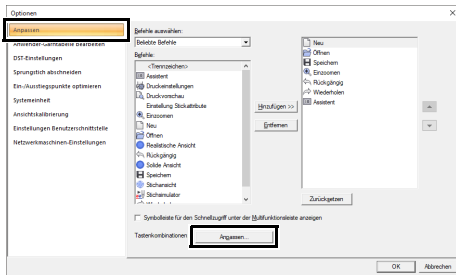 Optionen
Anpassen
Anwender-Garntabelle bearbeiten
DST-Einstellungen
Sprungstich abschneiden
Ein-/Ausstiegspunkte optimieren
Systemeinheit
Ansichtskalibrierung
Einstellungen Benutzerschnittstelle
Netzwerkmaschinen-Einstellungen
Befehle auswählen:
Beliebte Befehle
Befehle:
<Trennzeichen>
Assistent
Druckeinstellungen
Druckvorschau
Einstellung Stickattribute
Einzoomen
Neu
Öffnen
Realistische Ansicht
Rückgängig
Solide Ansicht
Speichern
Stichansicht
Sticksimulator
Hinzufügen >>
Entfernen
Neu
Öffnen
Speichern
Einzoomen
Rückgängig
Wiederholen
Assistent
Zurücksetzen
Symbolleiste für den Schnellzugriff unter der Multifunktionsleiste anzeigen
Tastenkombinationen
Anpassen...
OK
Abbrechen